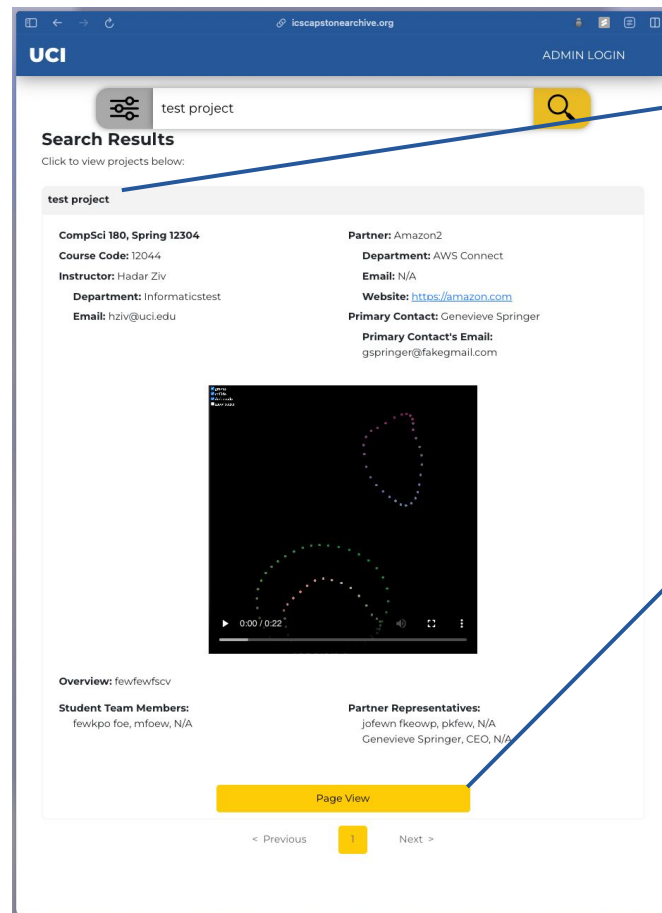 icscapstonearchive.org
UCI
ADMIN LOGIN
test project
Search Results
Click to view projects below:
test project
CompSci 180, Spring 12304
Course Code: 12044
Instructor: Hadar Ziv
Department: Informaticstest
Email: hziv@uci.edu
Partner: Amazon2
Department: AWS Connect
Email: N/A
Website: https://amazon.com
Primary Contact: Genevieve Springer
Primary Contact's Email:
gspringer@fakegmail.com
0:00 / 0:22
Overview: fewfewfscv
Student Team Members:
fewkpo foe, mfoew, N/A
Partner Representatives:
jofewn fkeowp, pkfew, N/A
Genevieve Springer, CEO, N/A
Page View
< Previous
1
Next >